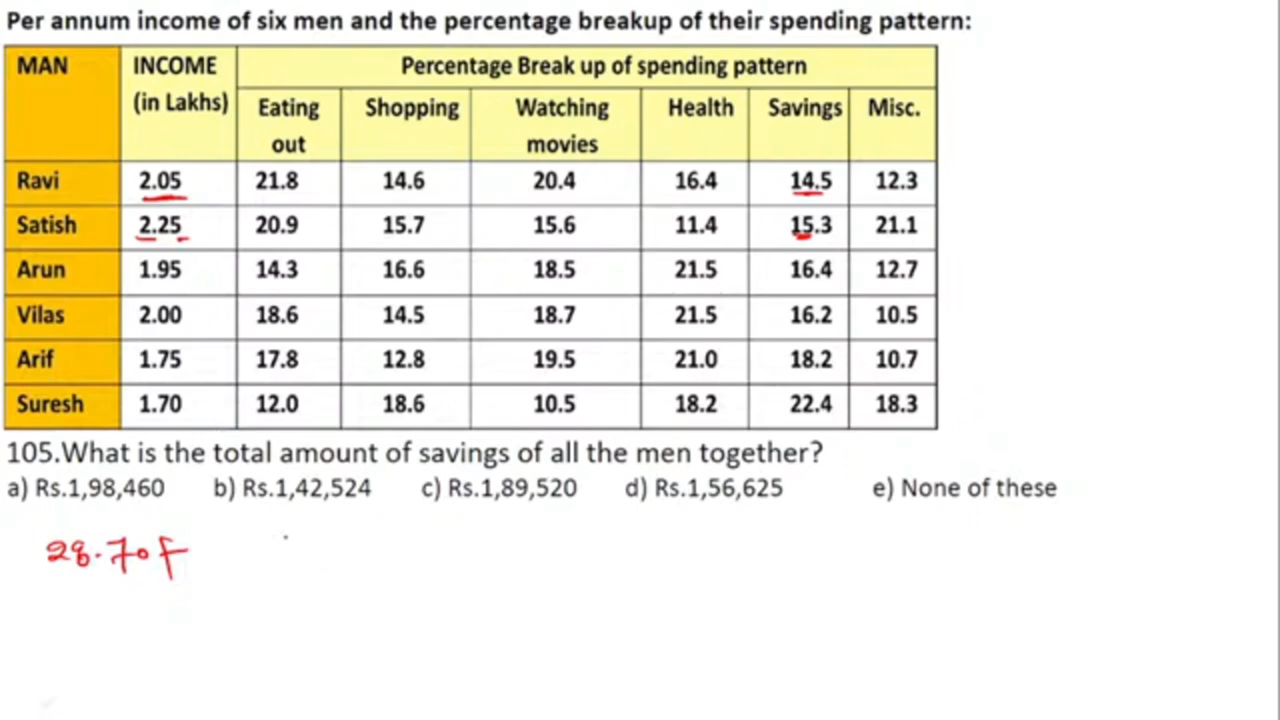 Per annum income of six men and the percentage breakup of their spending pattern:
MAN INCOME (in Lakhs) Percentage Break up of spending pattern
Eating out Shopping Watching movies Health Savings Misc.
Ravi 2.05 21.8 14.6 20.4 16.4 14.5 12.3
Satish 2.25 20.9 15.7 15.6 11.4 15.3 21.1
Arun 1.95 14.3 16.6 18.5 21.5 16.4 12.7
Vilas 2.00 18.6 14.5 18.7 21.5 16.2 10.5
Arif 1.75 17.8 12.8 19.5 21.0 18.2 10.7
Suresh 1.70 12.0 18.6 10.5 18.2 22.4 18.3
105.What is the total amount of savings of all the men together?
a) Rs.1,98,460 b) Rs.1,42,524 c) Rs.1,89,520 d) Rs.1,56,625 e) None of these
28.7of